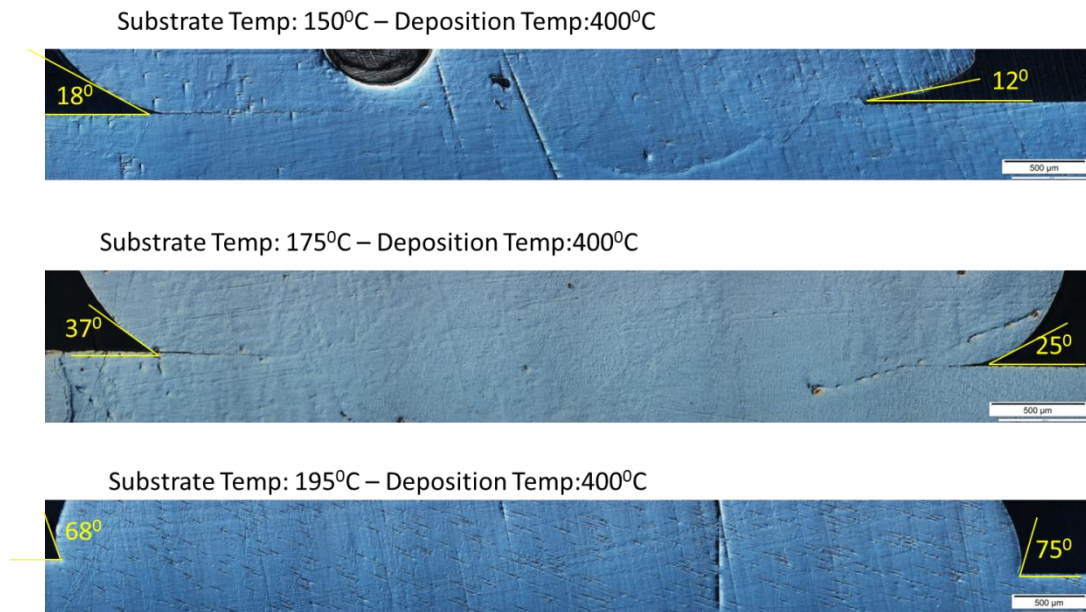 Substrate Temp: 150⁰C – Deposition Temp:400⁰C
18⁰
12⁰
500 µm
Substrate Temp: 175⁰C – Deposition Temp:400⁰C
37⁰
25⁰
500 µm
Substrate Temp: 195⁰C – Deposition Temp:400⁰C
68⁰
75⁰
500 µm